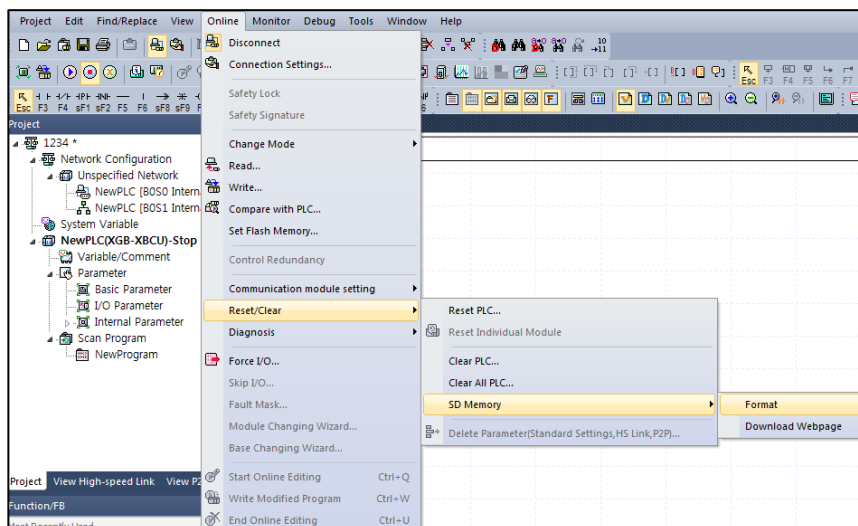 Project Edit Find/Replace View Online Monitor Debug Tools Window Help
Esc F3 F4 F5 F6 F7
Esc F3 F4 sF1 sF2 F5 F6 sF8 sF9
Project
1234 *
Network Configuration
Unspecified Network
NewPLC [B0S0 Intern
NewPLC [B0S1 Intern
System Variable
NewPLC(XGB-XBCU)-Stop
Variable/Comment
Parameter
Basic Parameter
I/O Parameter
Internal Parameter
Scan Program
NewProgram
Project View High-speed Link View P2
Function/FB
Most Recently Used
Disconnect
Connection Settings...
Safety Lock
Safety Signature
Change Mode
Read...
Write...
Compare with PLC...
Set Flash Memory...
Control Redundancy
Communication module setting
Reset/Clear
Diagnosis
Force I/O...
Skip I/O...
Fault Mask...
Module Changing Wizard...
Base Changing Wizard...
Start Online Editing Ctrl+Q
Write Modified Program Ctrl+W
End Online Editing Ctrl+U
Reset PLC...
Reset Individual Module
Clear PLC...
Clear All PLC...
SD Memory
Delete Parameter(Standard Settings,HS Link,P2P)...
Format
Download Webpage